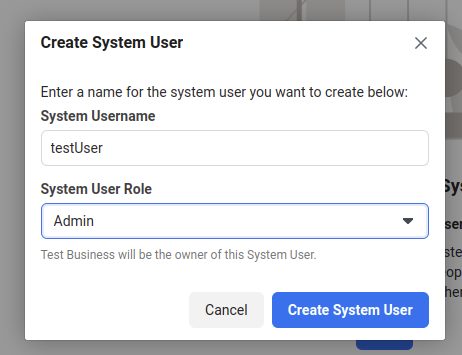 Create System User
Enter a name for the system user you want to create below:
System Username
testUser
System User Role
Admin
Test Business will be the owner of this System User.
Cancel
Create System User